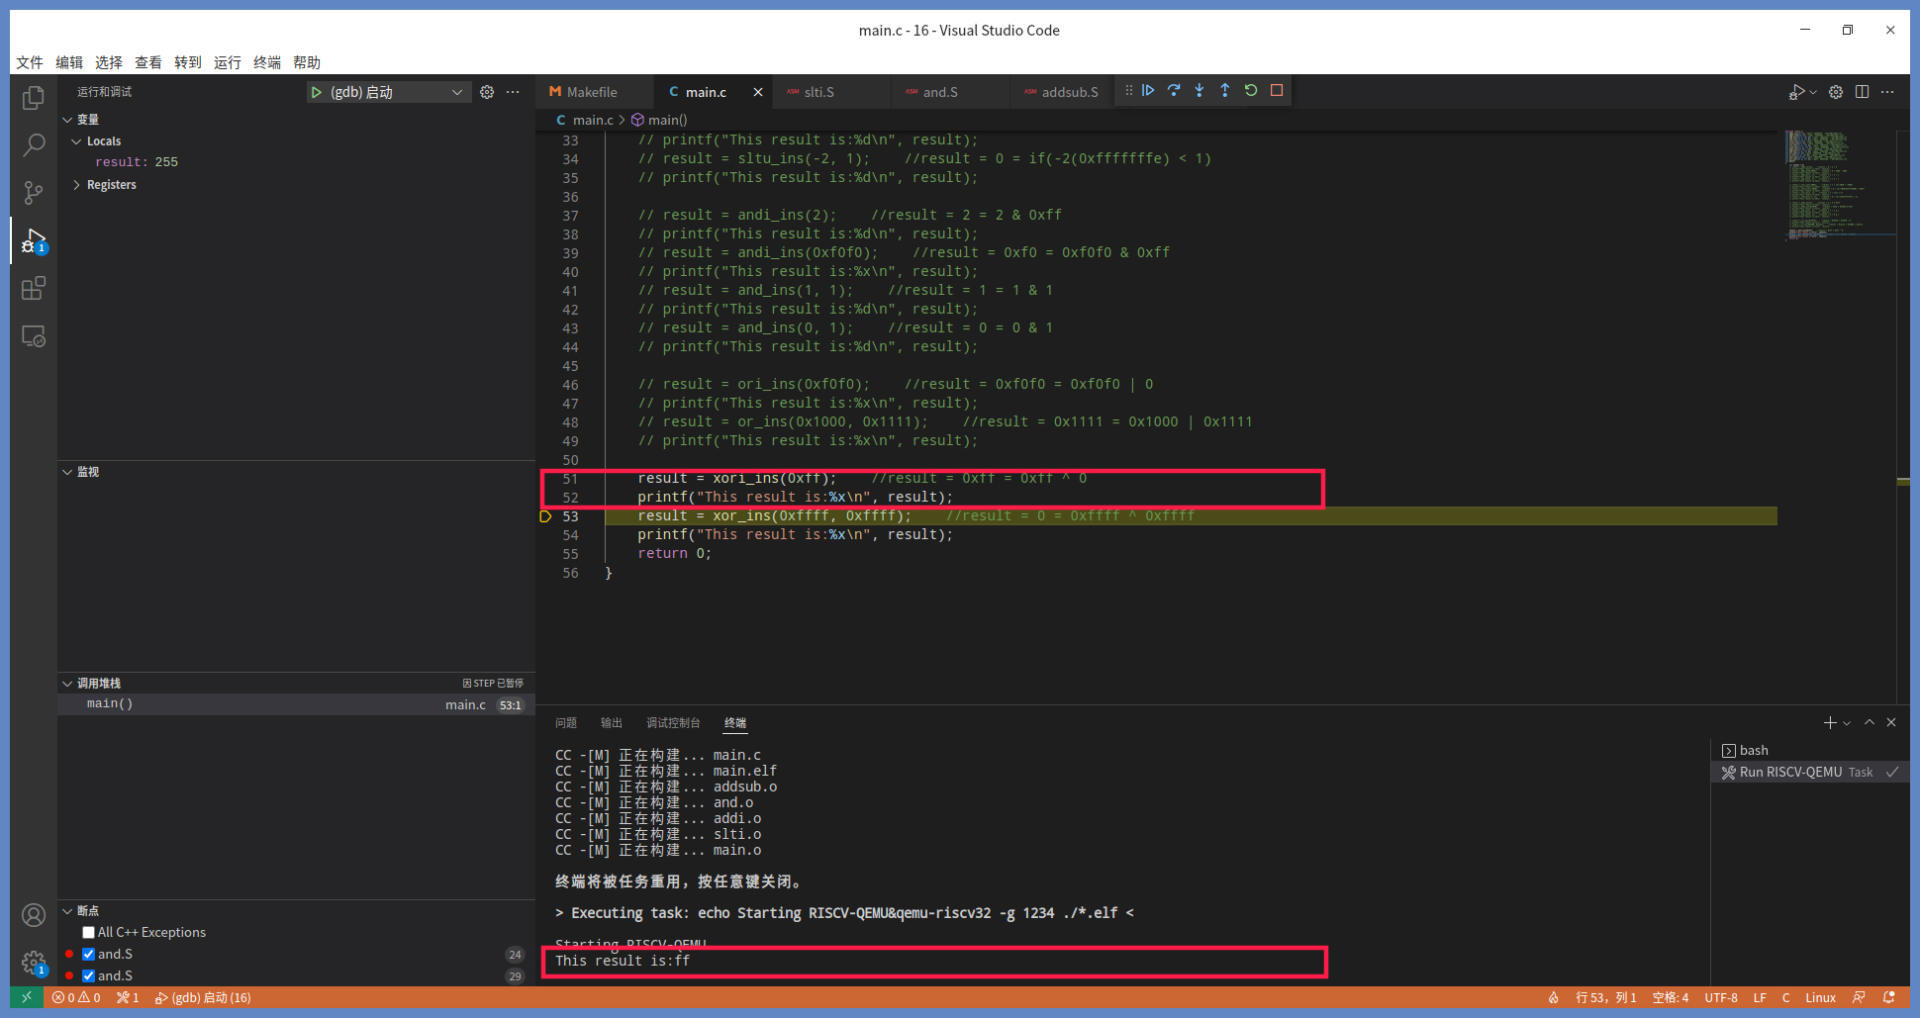 main.c - 16 - Visual Studio Code
文件 编辑 选择 查看 转到 运行 终端 帮助
运行和调试
(gdb) 启动
变量
Locals
result: 255
Registers
监视
调用堆栈
因 STEP 已暂停
main()
main.c 53:1
断点
All C++ Exceptions
and.S 24
and.S 29
Makefile
C main.c
ASM slti.S
ASM and.S
ASM addsub.S
C main.c > main()
33 // printf("This result is:%d\n", result);
34 // result = sltu_ins(-2, 1); //result = 0 = if(-2(0xfffffffe) < 1)
35 // printf("This result is:%d\n", result);
36
37 // result = andi_ins(2); //result = 2 = 2 & 0xff
38 // printf("This result is:%d\n", result);
39 // result = andi_ins(0xf0f0); //result = 0xf0 = 0xf0f0 & 0xff
40 // printf("This result is:%x\n", result);
41 // result = and_ins(1, 1); //result = 1 = 1 & 1
42 // printf("This result is:%d\n", result);
43 // result = and_ins(0, 1); //result = 0 = 0 & 1
44 // printf("This result is:%d\n", result);
45
46 // result = ori_ins(0xf0f0); //result = 0xf0f0 = 0xf0f0 | 0
47 // printf("This result is:%x\n", result);
48 // result = or_ins(0x1000, 0x1111); //result = 0x1111 = 0x1000 | 0x1111
49 // printf("This result is:%x\n", result);
50
51 result = xori_ins(0xff); //result = 0xff = 0xff ^ 0
52 printf("This result is:%x\n", result);
53 result = xor_ins(0xffff, 0xffff); //result = 0 = 0xffff ^ 0xffff
54 printf("This result is:%x\n", result);
55 return 0;
56 }
问题 输出 调试控制台 终端
CC -[M] 正在构建... main.c
CC -[M] 正在构建... main.elf
CC -[M] 正在构建... addsub.o
CC -[M] 正在构建... and.o
CC -[M] 正在构建... addi.o
CC -[M] 正在构建... slti.o
CC -[M] 正在构建... main.o
终端将被任务重用，按任意键关闭。
> Executing task: echo Starting RISCV-QEMU&qemu-riscv32 -g 1234 ./*.elf <
Starting RISCV-QEMU
This result is:ff
bash
Run RISCV-QEMU Task
0 0 1 (gdb) 启动 (16)
行 53，列 1 空格: 4 UTF-8 LF C Linux